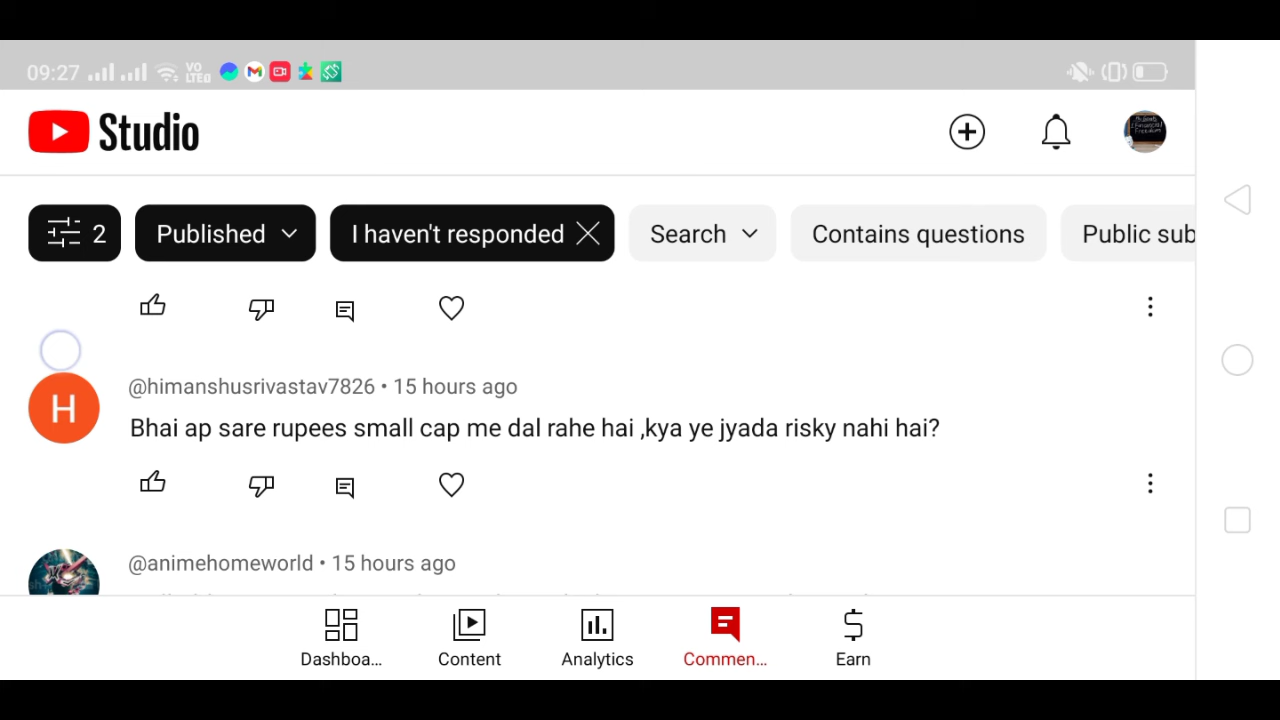 09:27 VO LTE
Studio
2 Published I haven't responded Search Contains questions Public sub
@himanshusrivastav7826 • 15 hours ago
H
Bhai ap sare rupees small cap me dal rahe hai ,kya ye jyada risky nahi hai?
@animehomeworld • 15 hours ago
Dashboa... Content Analytics Commen... Earn